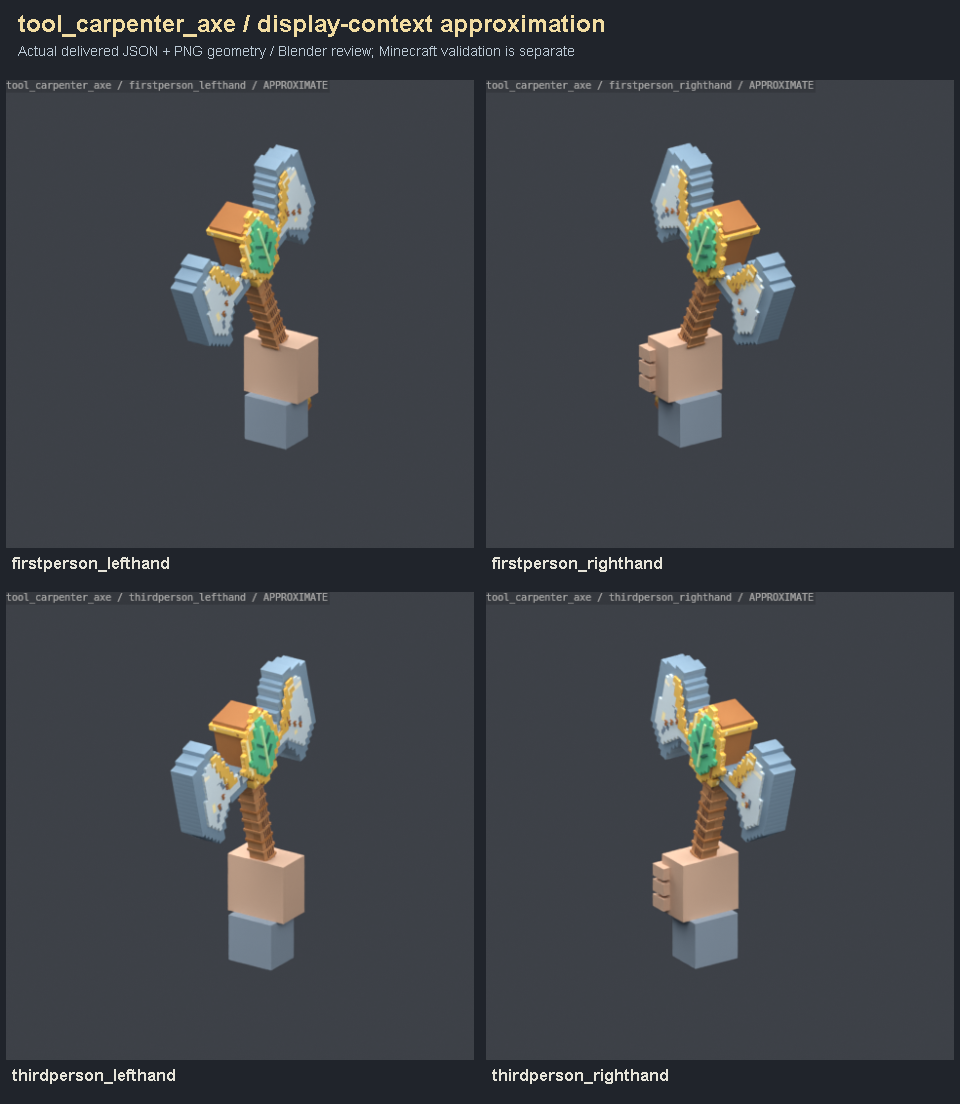 tool_carpenter_axe / display-context approximation
Actual delivered JSON + PNG geometry / Blender review; Minecraft validation is separate
tool_carpenter_axe / firstperson_lefthand / APPROXIMATE
tool_carpenter_axe / firstperson_righthand / APPROXIMATE
firstperson_lefthand
firstperson_righthand
tool_carpenter_axe / thirdperson_lefthand / APPROXIMATE
tool_carpenter_axe / thirdperson_righthand / APPROXIMATE
thirdperson_lefthand
thirdperson_righthand